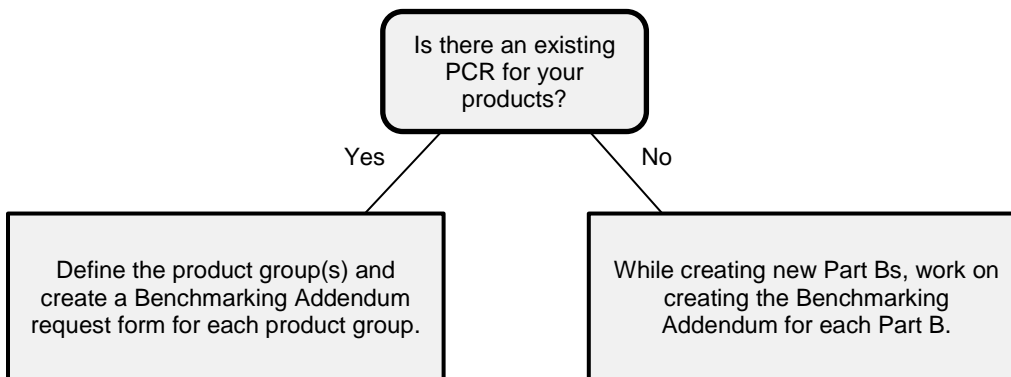 Is there an existing
PCR for your
products?
Yes
No
Define the product group(s) and
create a Benchmarking Addendum
request form for each product group.
While creating new Part Bs, work on
creating the Benchmarking
Addendum for each Part B.